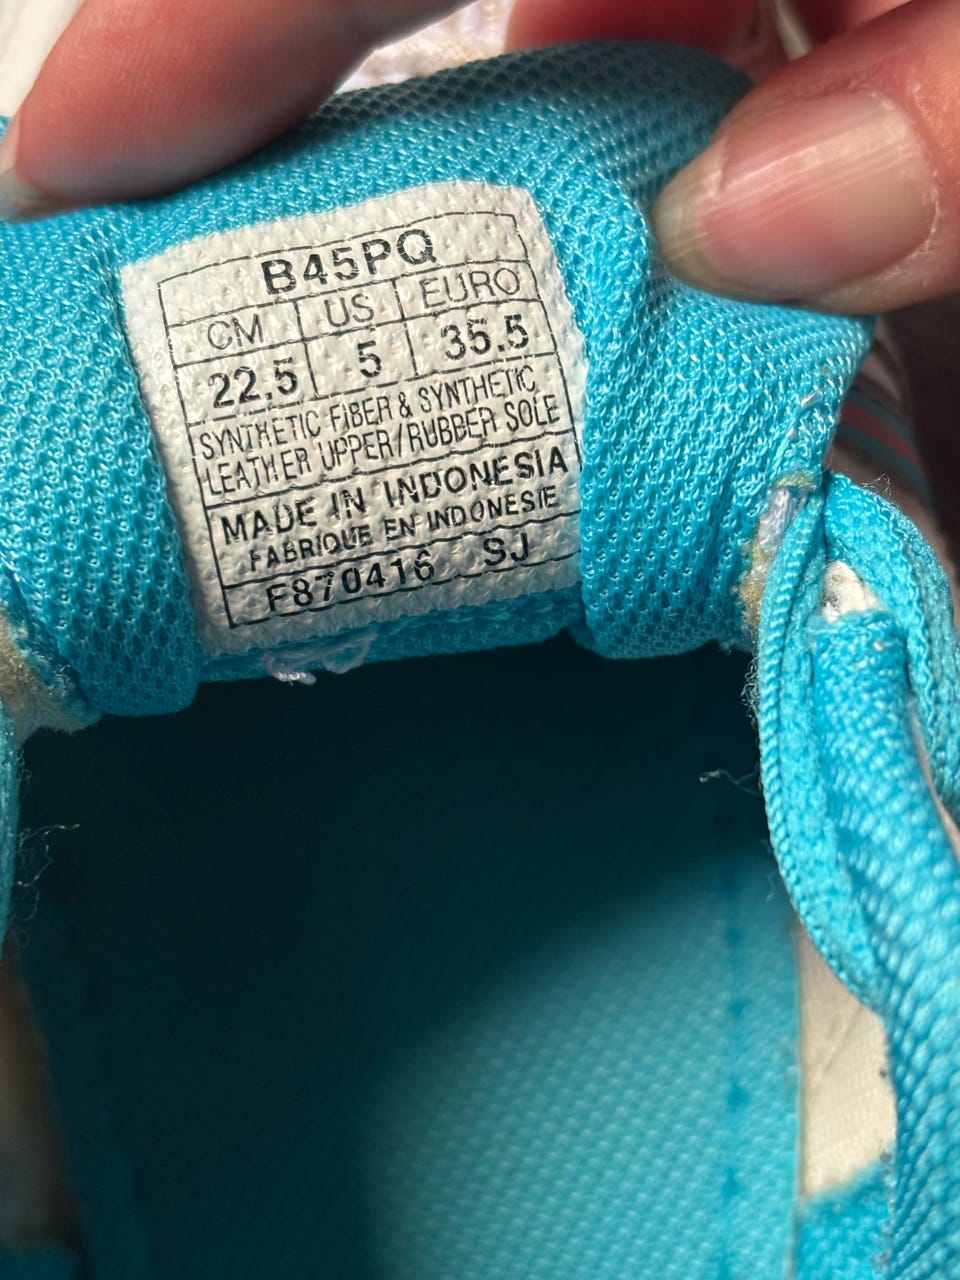 B45PQ
CM US EURO
22.5 5 35.5
SYNTHETIC FIBER & SYNTHETIC
LEATHER UPPER/RUBBER SOLE
MADE IN INDONESIA
FABRIQUE EN INDONESIE
F870416 SJ